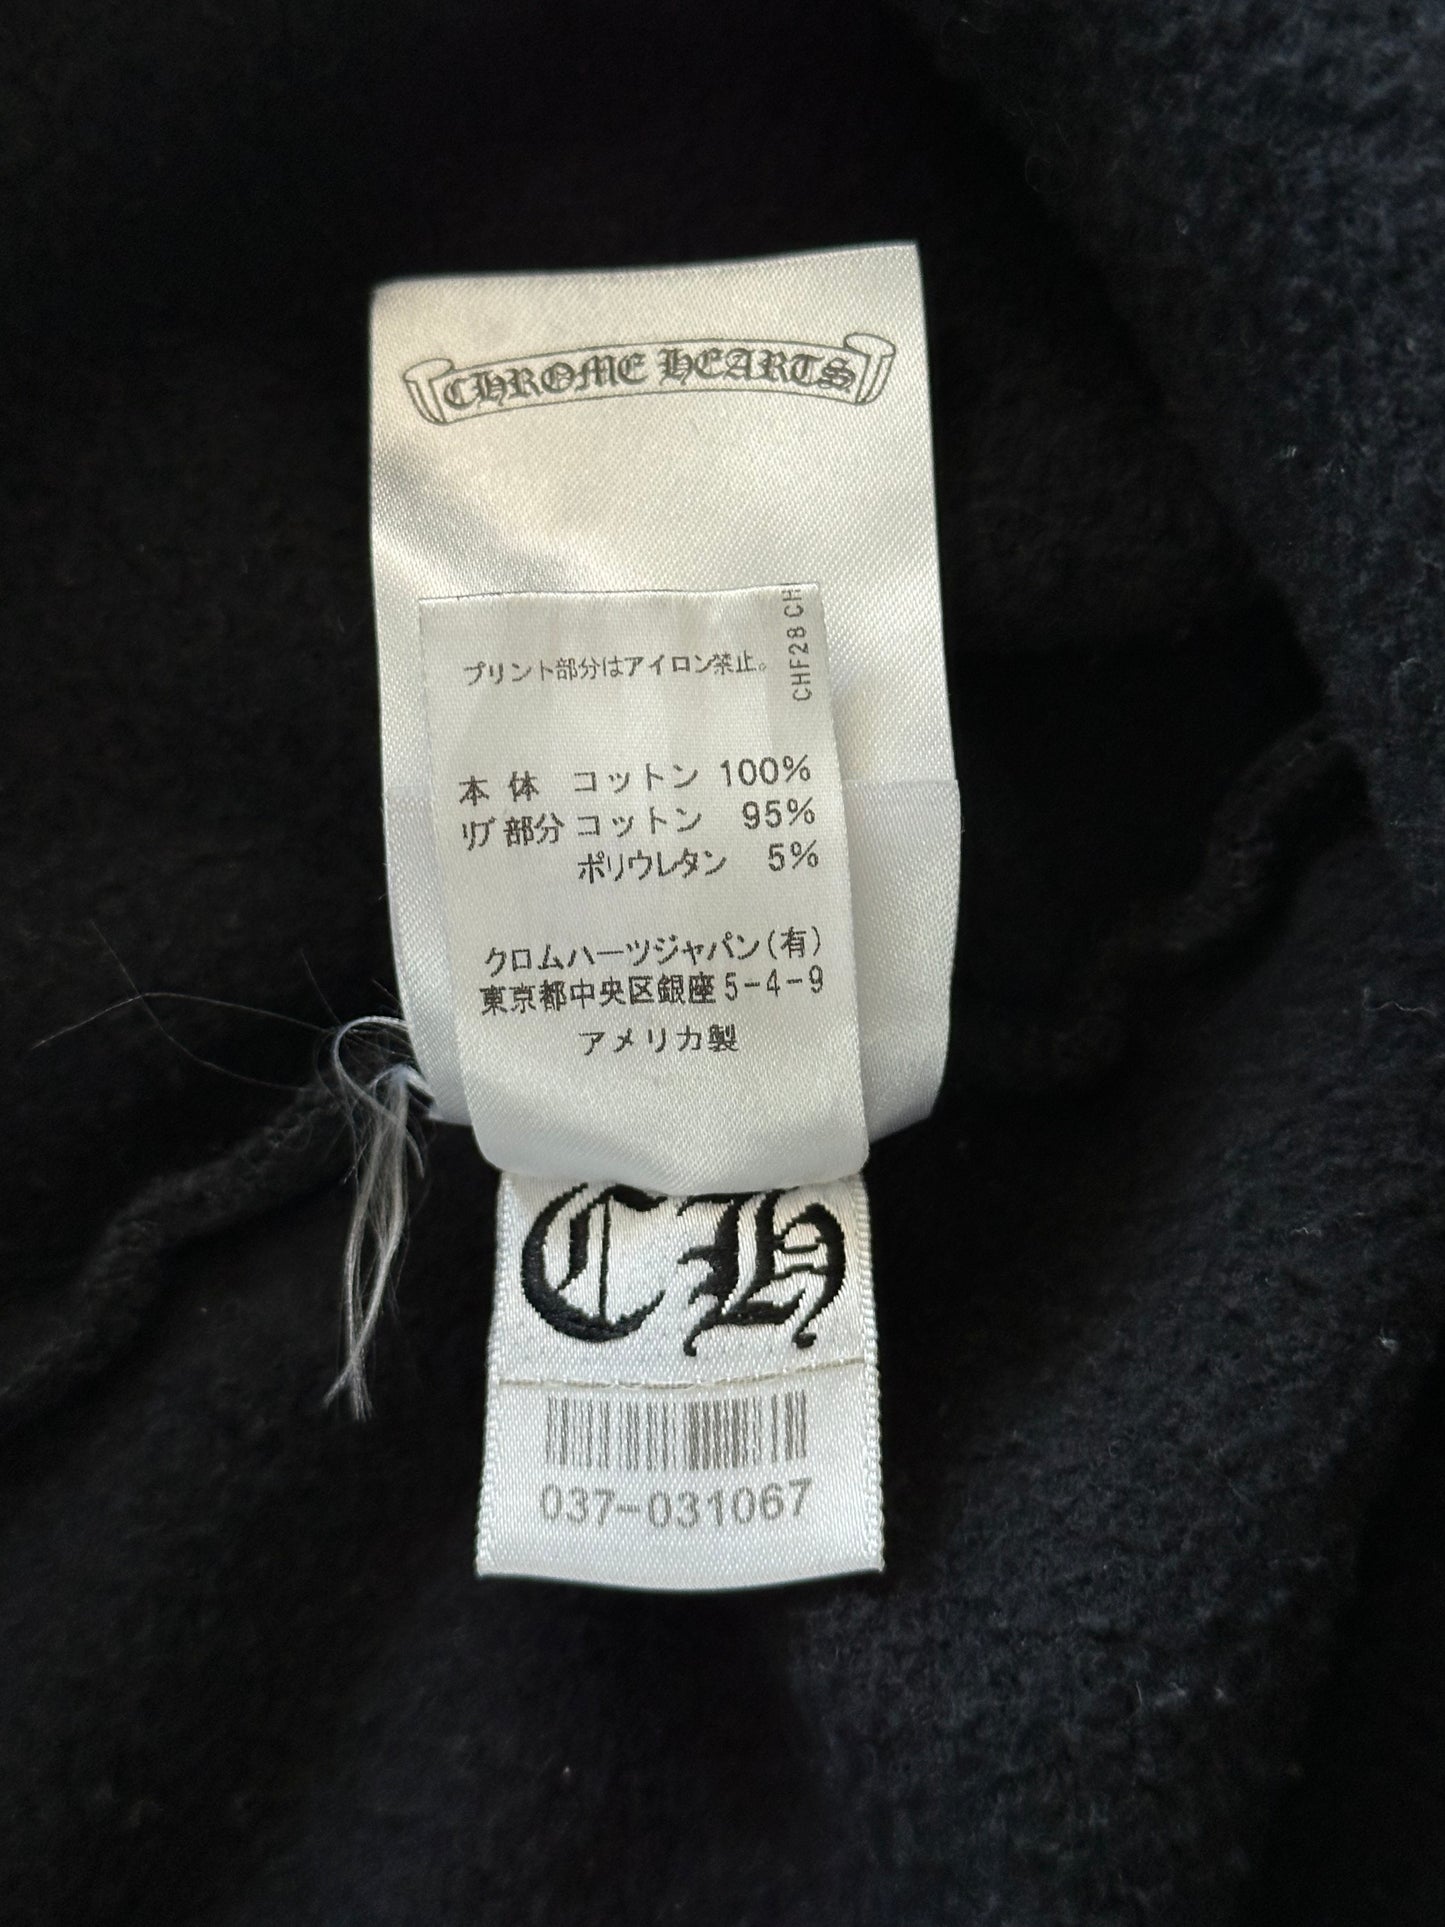 CHROME HEARTS
CHF28 CH
プリント部分はアイロン禁止。
本 体 コットン 100%
リブ部分 コットン 95%
ポリウレタン 5%
クロムハーツジャパン(有)
東京都中央区銀座5-4-9
アメリカ製
CH
037-031067